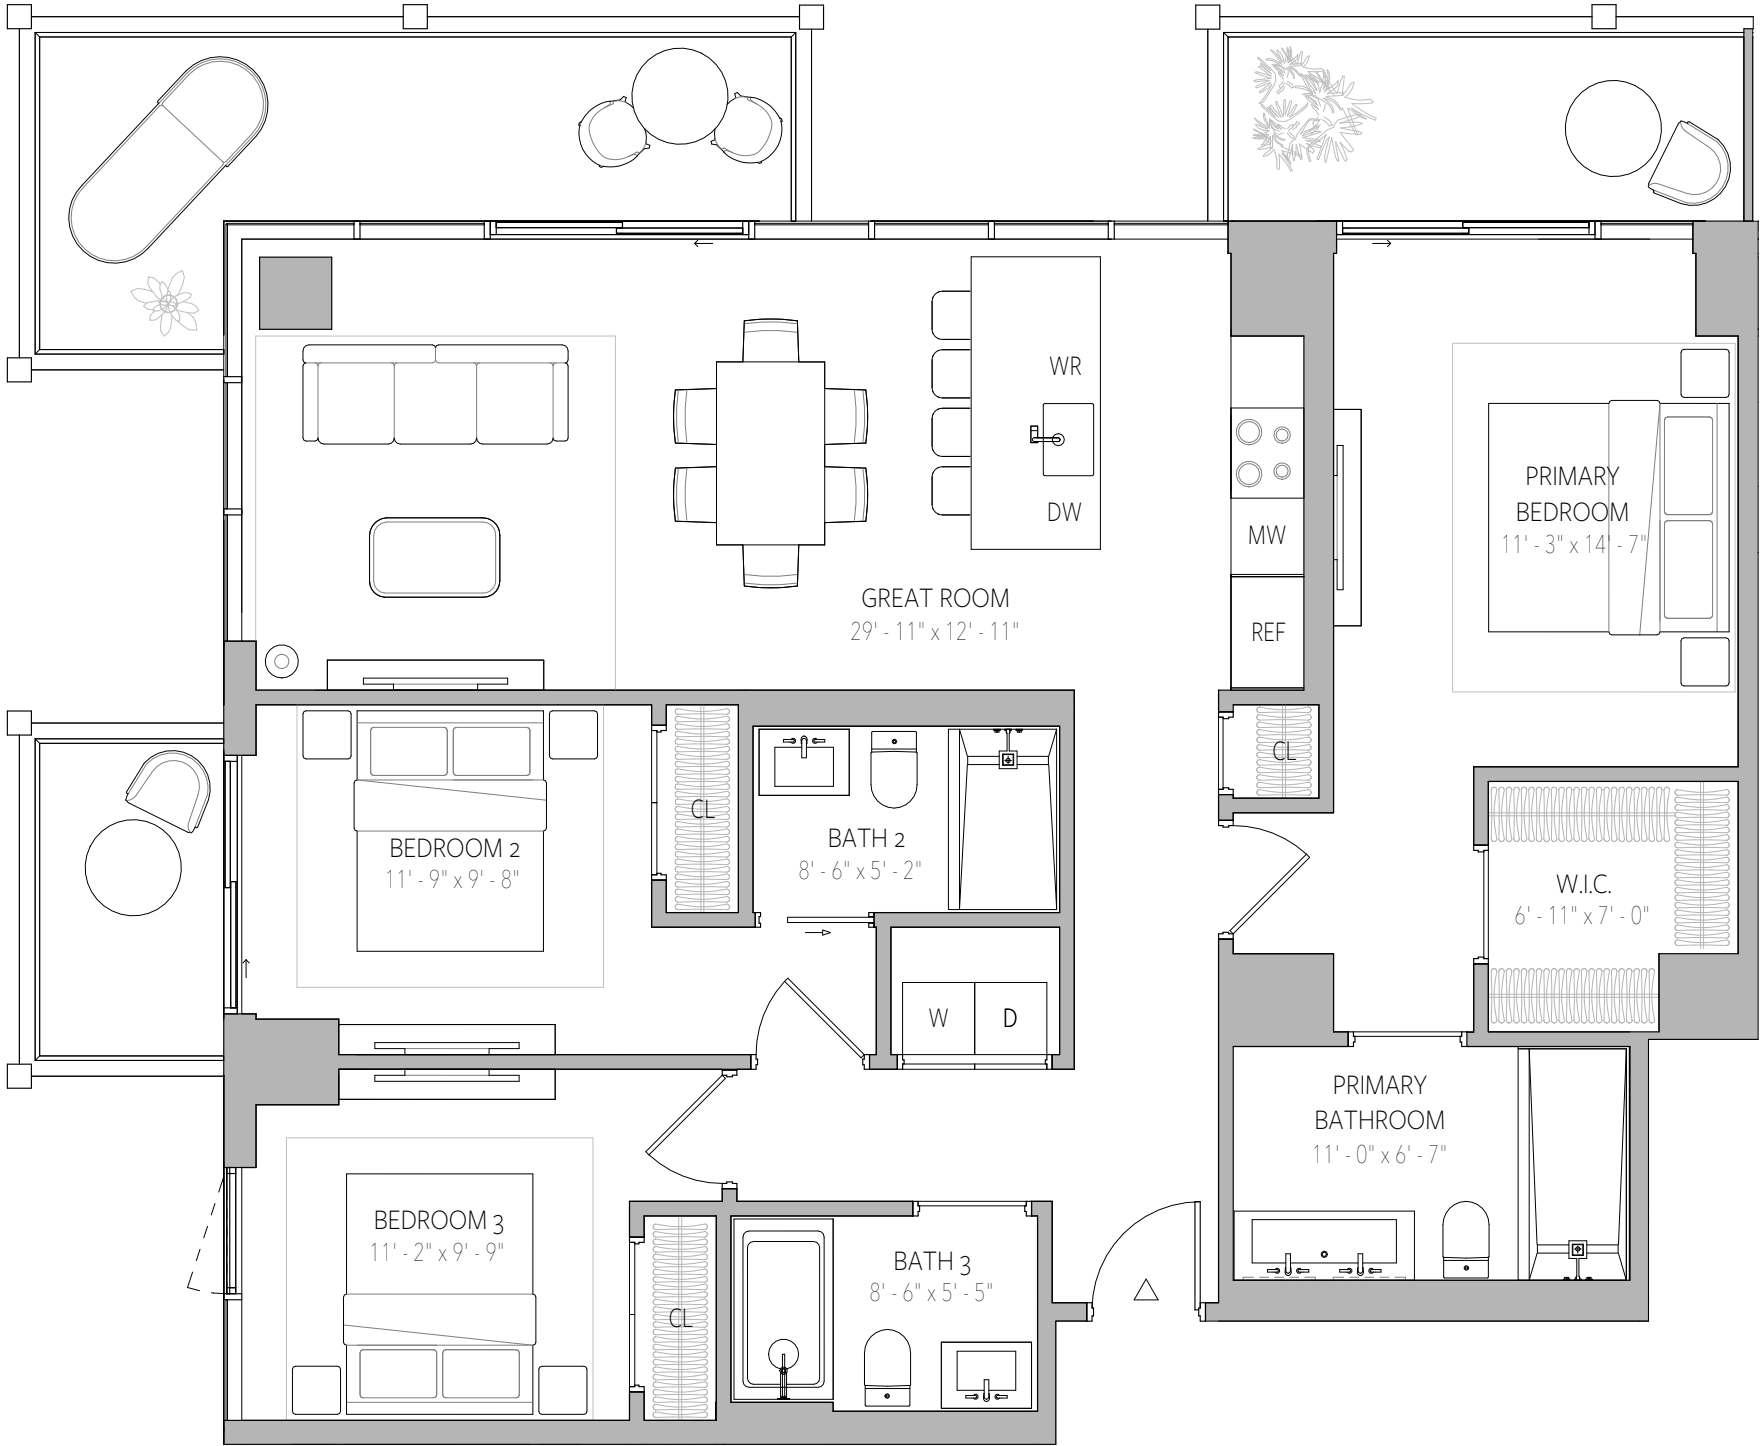 WR
DW
MW
REF
GREAT ROOM
29' - 11" x 12' - 11"
PRIMARY
BEDROOM
11' - 3" x 14' - 7"
CL
CL
BEDROOM 2
11' - 9" x 9' - 8"
BATH 2
8' - 6" x 5' - 2"
W.I.C.
6' - 11" x 7' - 0"
W
D
PRIMARY
BATHROOM
11' - 0" x 6' - 7"
BEDROOM 3
11' - 2" x 9' - 9"
CL
BATH 3
8' - 6" x 5' - 5"